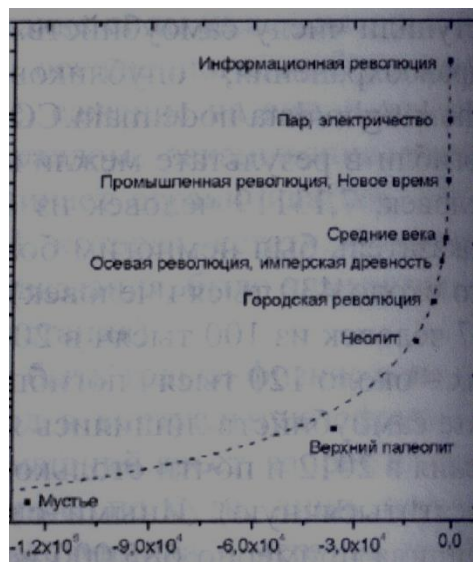 Информационная революция
Пар, электричество
Промышленная революция, Новое время
Средние века
Осевая революция, имперская древность
Городская революция
Неолит
Верхний палеолит
Мустье
-1,2x10⁵ -9,0x10⁴ -6,0x10⁴ -3,0x10⁴ 0,0